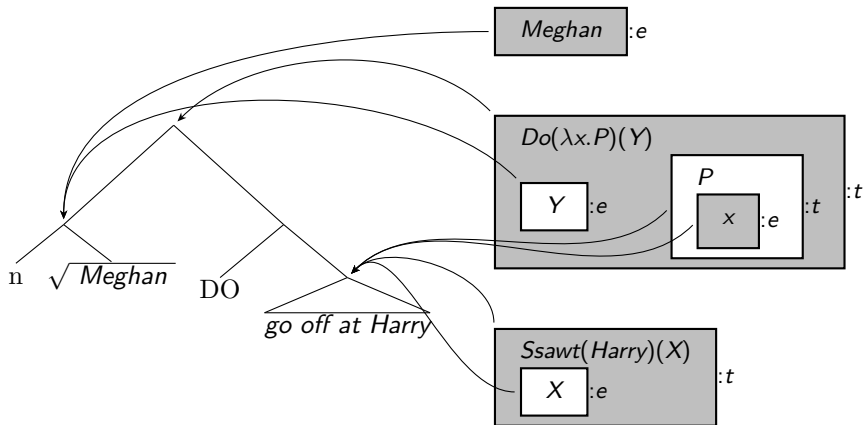 Meghan :e
Do(λx.P)(Y)
P
Y :e
x :e
:t
:t
n √Meghan
DO
go off at Harry
Ssawt(Harry)(X)
X :e
:t